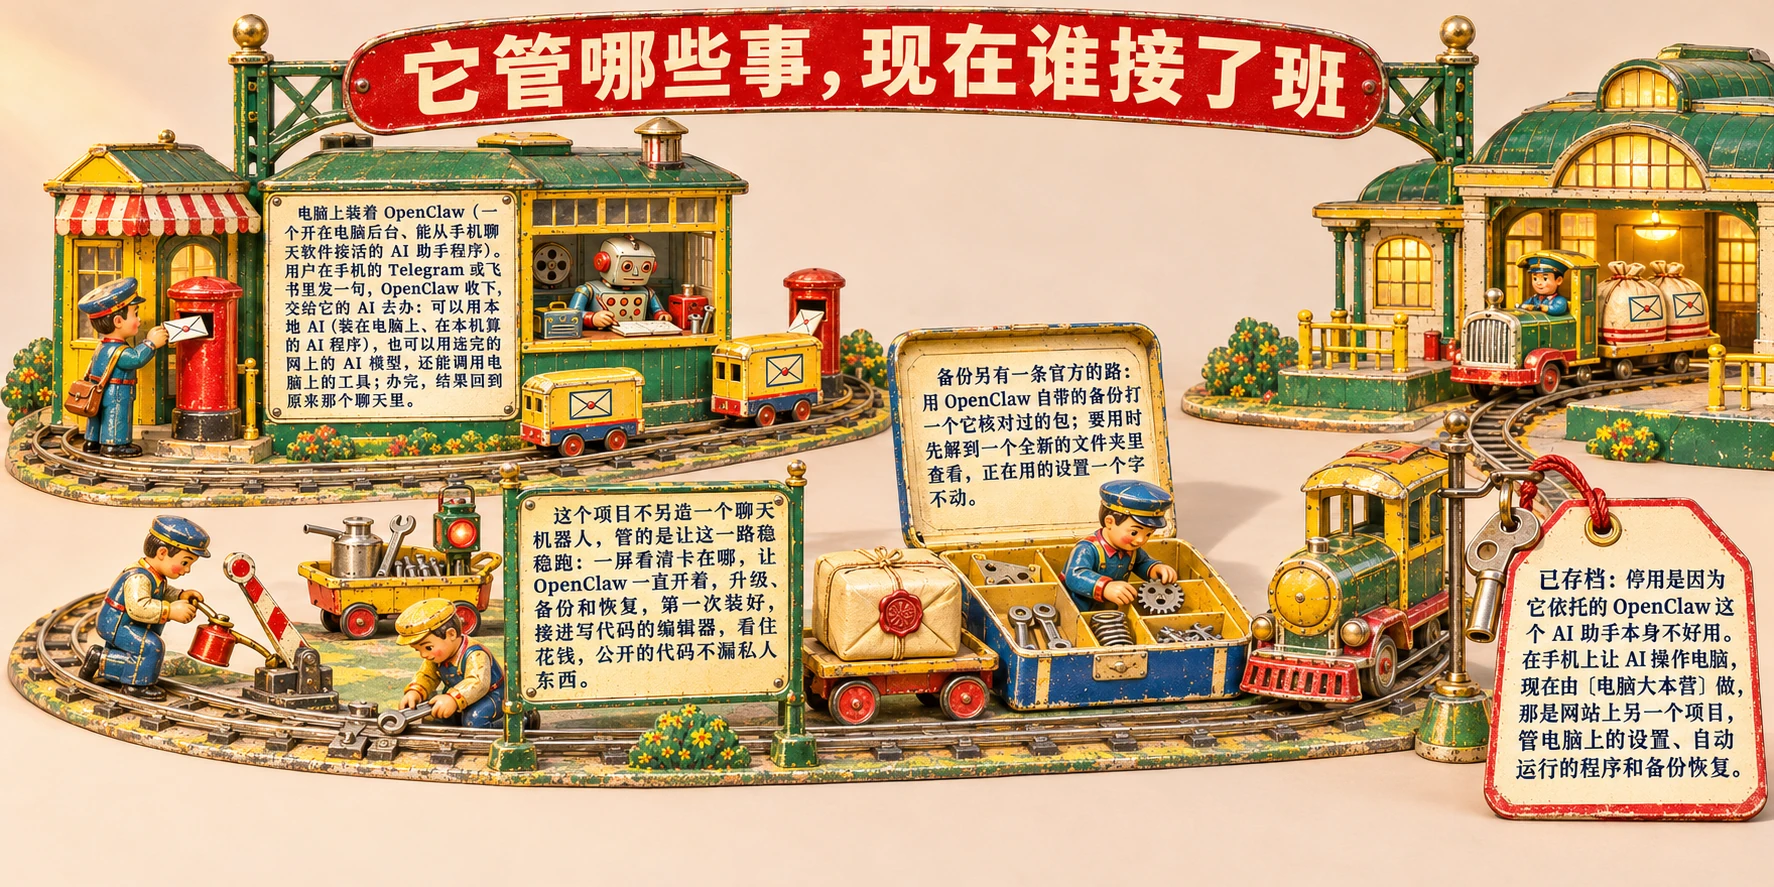 它管哪些事，现在谁接了班
电脑上装着 OpenClaw（一
个开在电脑后台、能从手机聊
天软件接活的 AI 助手程序）。
用户在手机的 Telegram 或飞
书里发一句，OpenClaw 收下，
交给它的 AI 去办：可以用本
地 AI（装在电脑上、在本机算
的 AI 程序），也可以用连完的
网上的 AI 模型，还能调用电
脑上的工具；办完，结果回到
原来那个聊天里。
备份另有一条官方的路：
用 OpenClaw 自带的备份打
一个它核对过的包；要用时
先解到一个全新的文件夹里
查看，正在用的设置一个字
不动。
这个项目不另造一个聊天
机器人，管的是让这一路稳
稳跑：一屏看清卡在哪，让
OpenClaw 一直开着，升级、
备份和恢复，第一次装好，
接进写代码的编辑器，看住
花钱，公开的代码不漏私人
东西。
已存档：停用是因为
它依托的 OpenClaw 这
个 AI 助手本身不好用。
在手机上让 AI 操作电脑，
现在由〔电脑大本营〕做，
那是网站上另一个项目，
管电脑上的设置、自动
运行的程序和备份恢复。